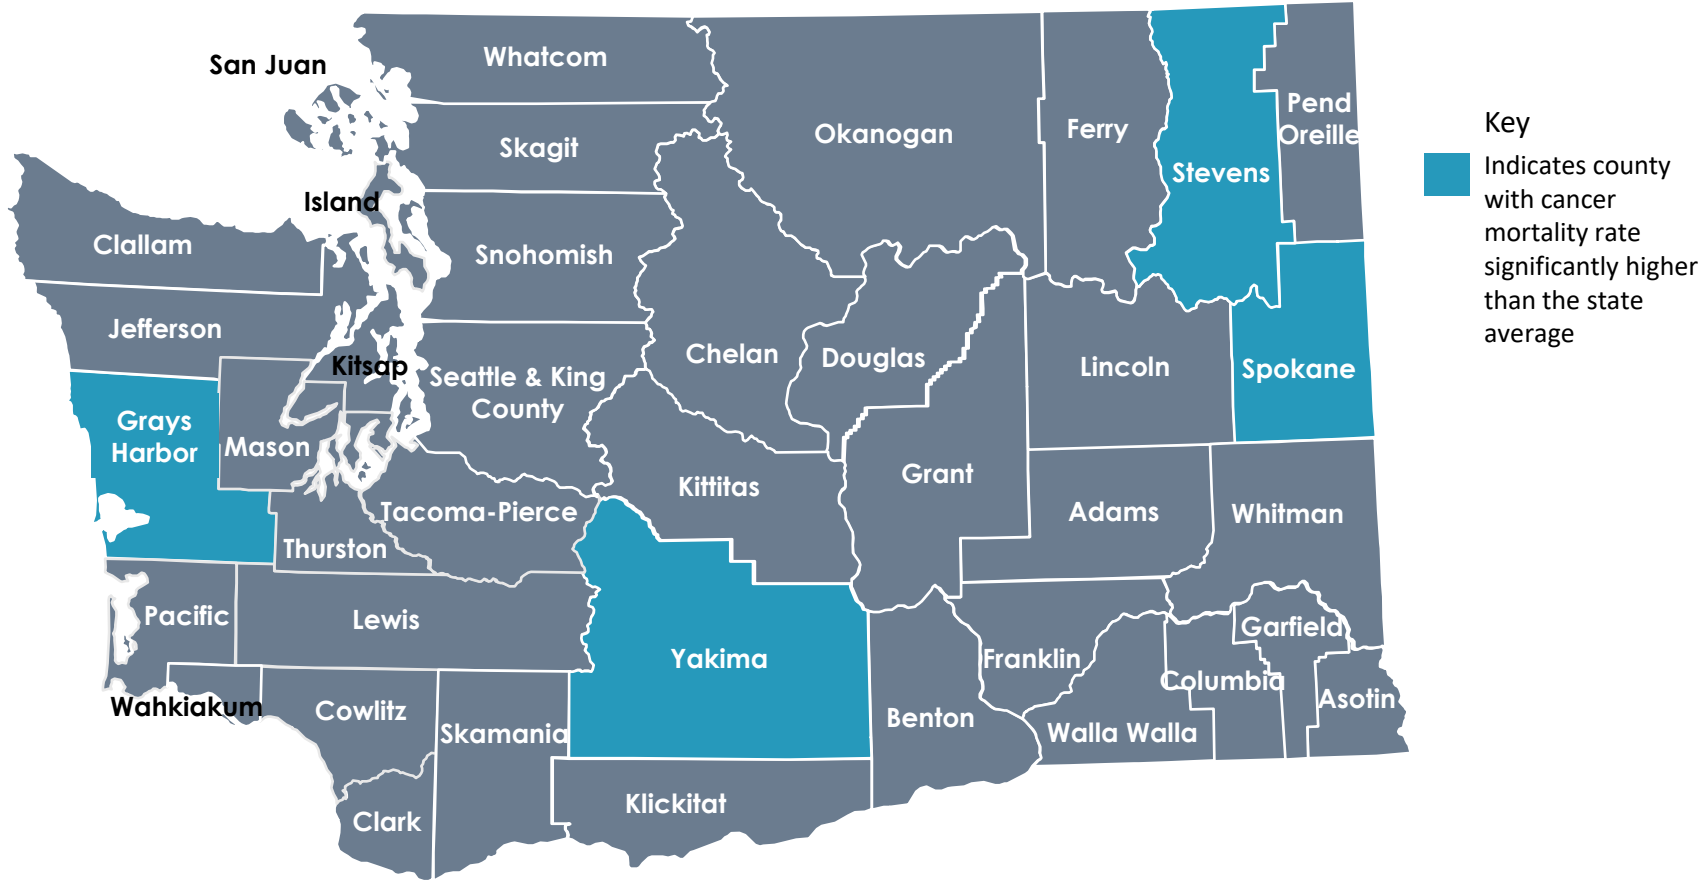 San Juan
Whatcom
Skagit
Island
Clallam
Snohomish
Jefferson
Kitsap
Seattle & King
County
Grays
Harbor
Mason
Thurston
Tacoma-Pierce
Pacific
Lewis
Wahkiakum
Cowlitz
Skamania
Clark
Okanogan
Ferry
Stevens
Pend
Oreille
Chelan
Douglas
Lincoln
Spokane
Kittitas
Grant
Adams
Whitman
Yakima
Benton
Franklin
Garfield
Columbia
Asotin
Walla Walla
Klickitat
Key
Indicates county
with cancer
mortality rate
significantly higher
than the state
average